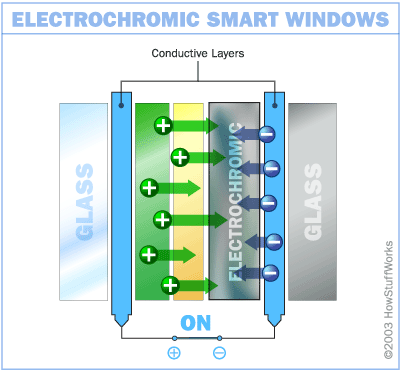 ELECTROCHROMIC SMART WINDOWS
Conductive Layers
GLASS
ELECTROCHROMIC
GLASS
ON
+ −
©2003 HowStuffWorks